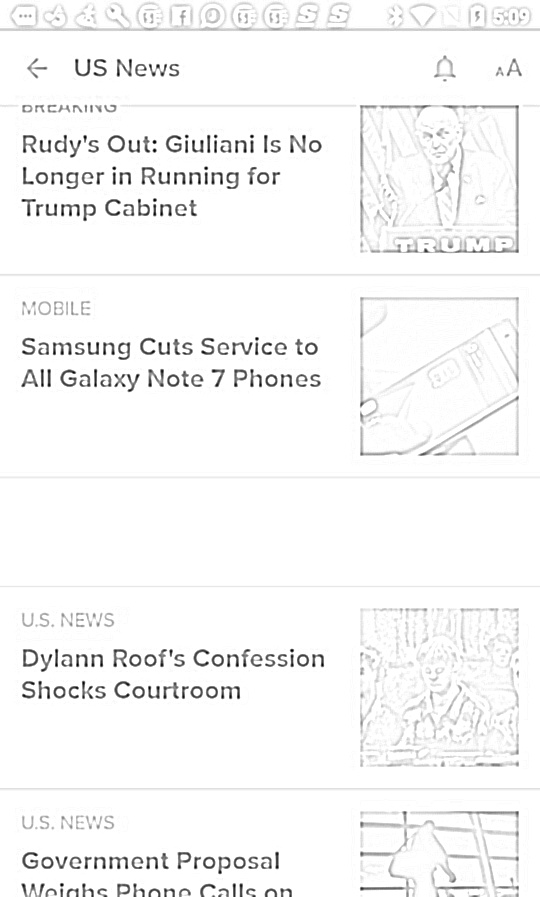 5:09
US News
AA
BREAKING
Rudy's Out: Giuliani Is No
Longer in Running for
Trump Cabinet
TRUMP
MOBILE
Samsung Cuts Service to
All Galaxy Note 7 Phones
U.S. NEWS
Dylann Roof's Confession
Shocks Courtroom
U.S. NEWS
Government Proposal
Weighs Phone Calls on